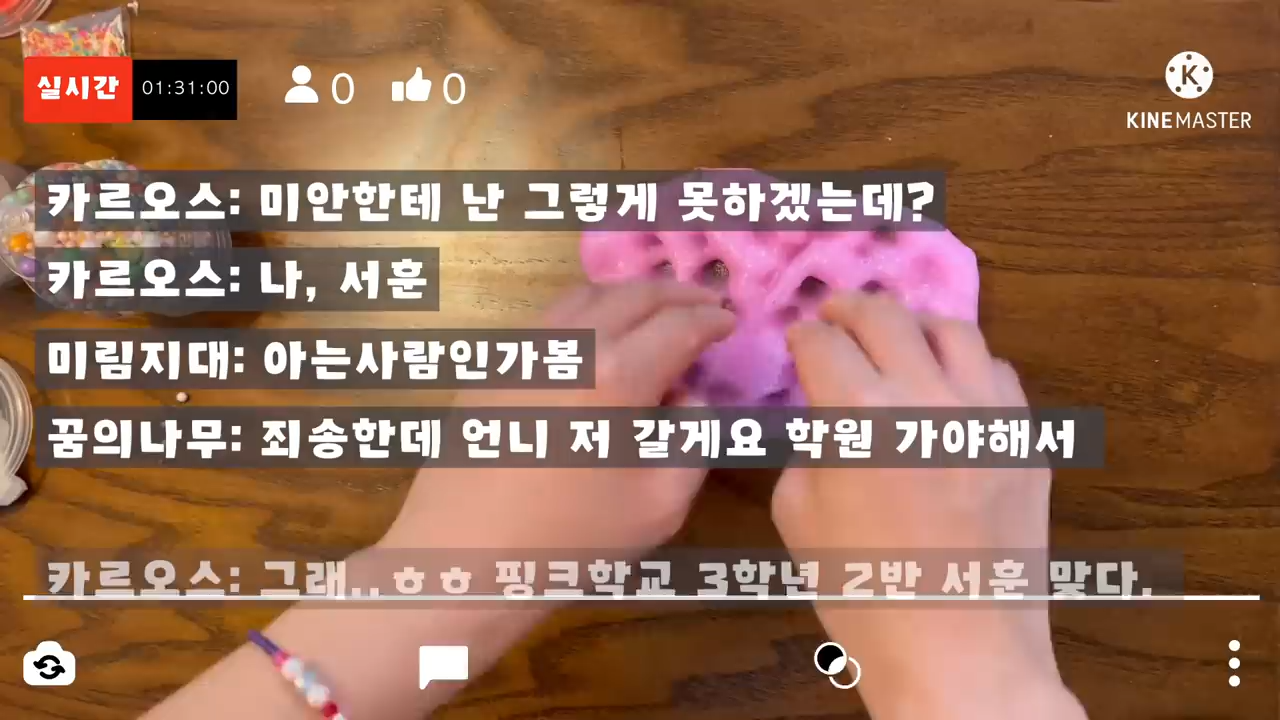 실시간 01:31:00 0 0
KINEMASTER
카르오스: 미안한테 난 그렇게 못하겠는데?
카르오스: 나, 서훈
미림지대: 아는사람인가봄
꿈의나무: 죄송한데 언니 저 갈게요 학원 가야해서
카르오스: 그래..ㅎㅎ 핑크학교 3학년 2반 서훈 맞다.